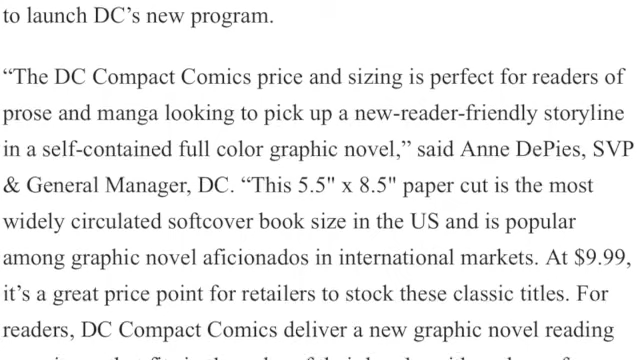 to launch DC’s new program.
“The DC Compact Comics price and sizing is perfect for readers of
prose and manga looking to pick up a new-reader-friendly storyline
in a self-contained full color graphic novel,” said Anne DePies, SVP
& General Manager, DC. “This 5.5" x 8.5" paper cut is the most
widely circulated softcover book size in the US and is popular
among graphic novel aficionados in international markets. At $9.99,
it’s a great price point for retailers to stock these classic titles. For
readers, DC Compact Comics deliver a new graphic novel reading